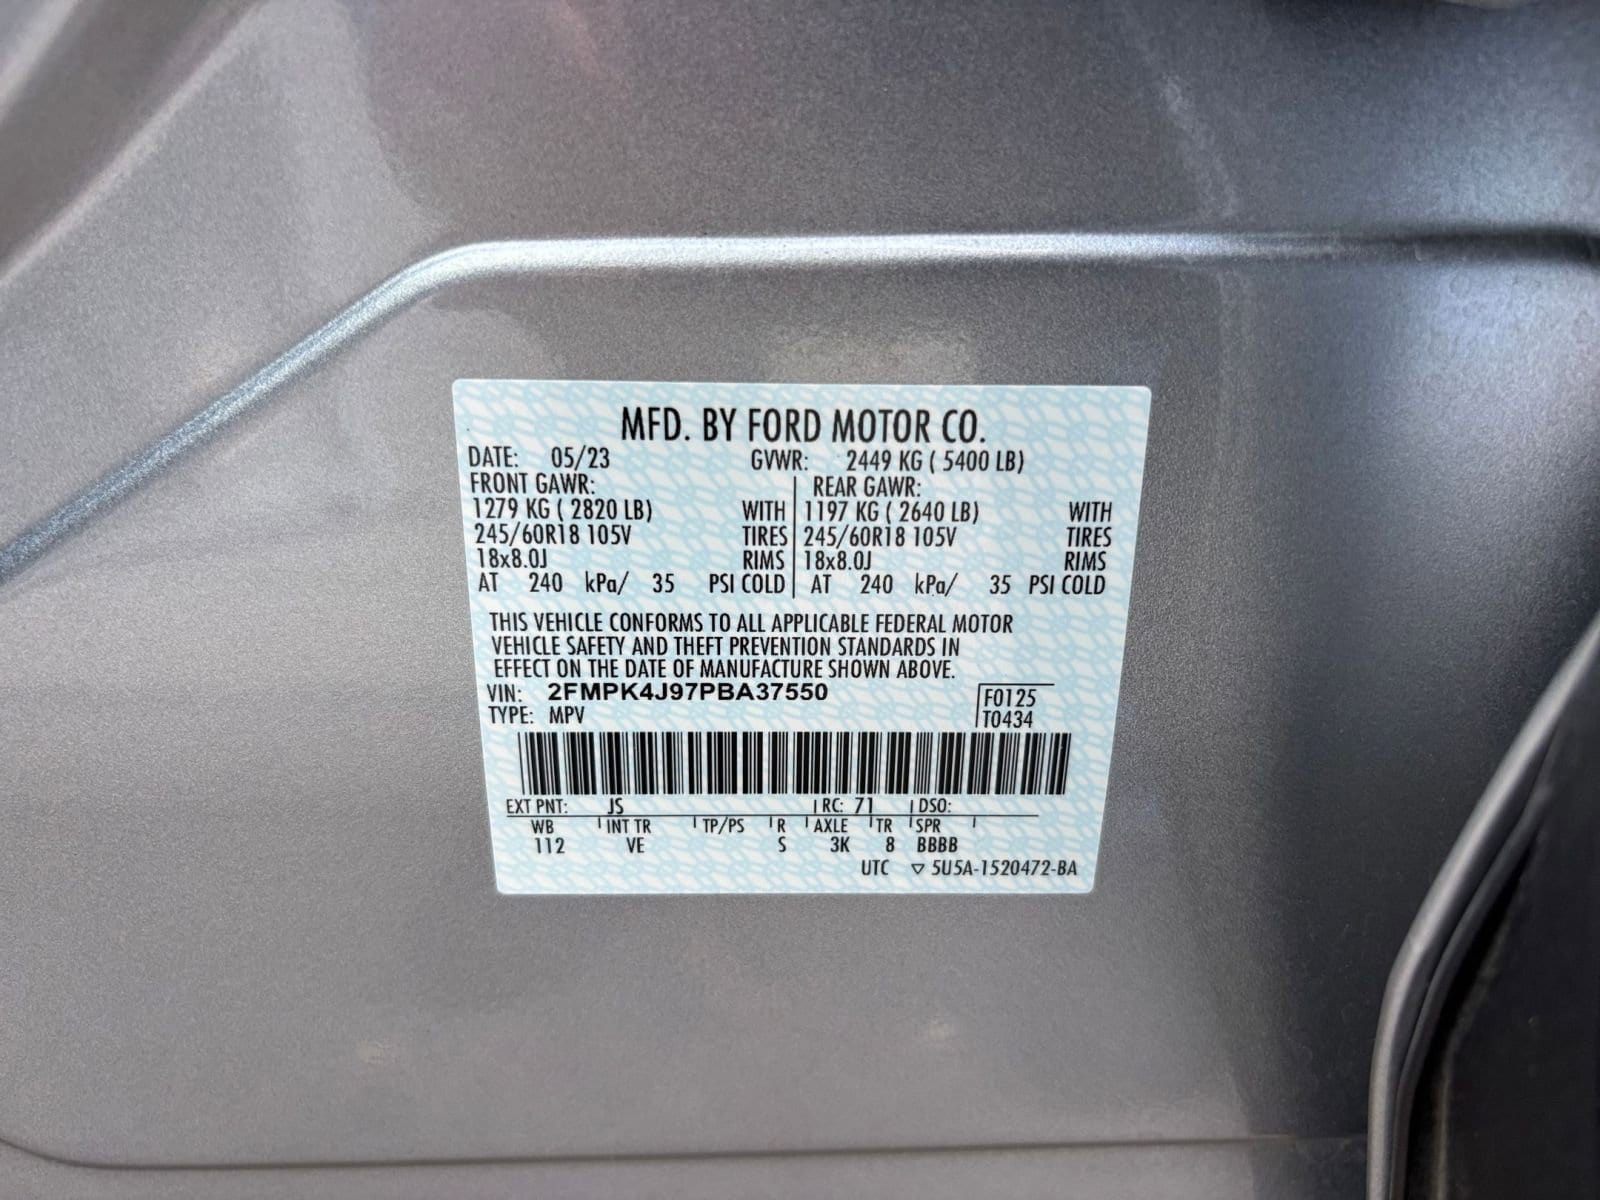 MFD. BY FORD MOTOR CO.
DATE: 05/23 GVWR: 2449 KG ( 5400 LB)
FRONT GAWR: REAR GAWR:
1279 KG ( 2820 LB) WITH 1197 KG ( 2640 LB) WITH
245/60R18 105V TIRES 245/60R18 105V TIRES
18x8.0J RIMS 18x8.0J RIMS
AT 240 kPa/ 35 PSI COLD AT 240 kPa/ 35 PSI COLD
THIS VEHICLE CONFORMS TO ALL APPLICABLE FEDERAL MOTOR
VEHICLE SAFETY AND THEFT PREVENTION STANDARDS IN
EFFECT ON THE DATE OF MANUFACTURE SHOWN ABOVE.
VIN: 2FMPK4J97PBA37550 F0125
TYPE: MPV T0434
EXT PNT: JS RC: 71 DSO:
WB INT TR TP/PS R AXLE TR SPR
112 VE S 3K 8 BBBB
UTC ▽ 5U5A-1520472-BA